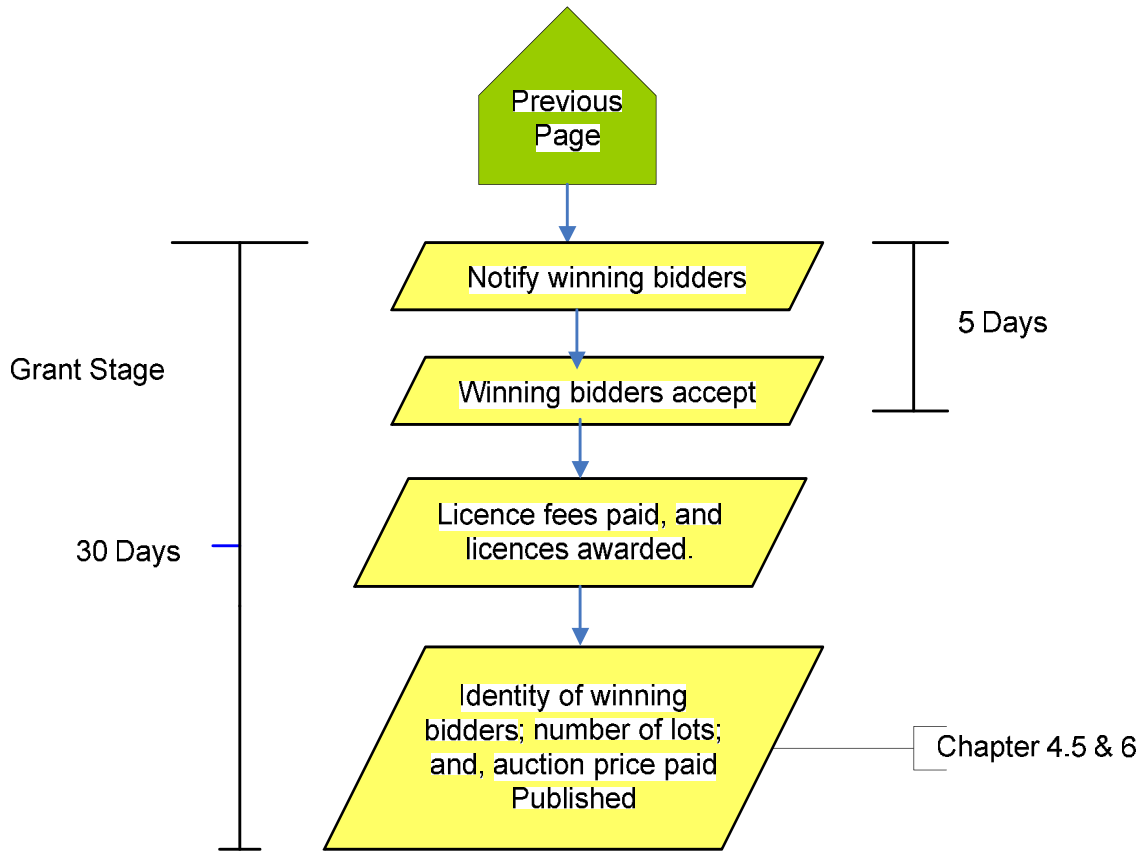 Previous
Page
Notify winning bidders
5 Days
Grant Stage
Winning bidders accept
Licence fees paid, and
licences awarded.
30 Days
Identity of winning
bidders; number of lots;
and, auction price paid
Published
Chapter 4.5 & 6